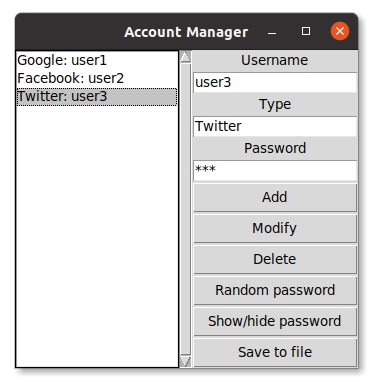 Account Manager
Google: user1
Facebook: user2
Twitter: user3
Username
user3
Type
Twitter
Password
***
Add
Modify
Delete
Random password
Show/hide password
Save to file